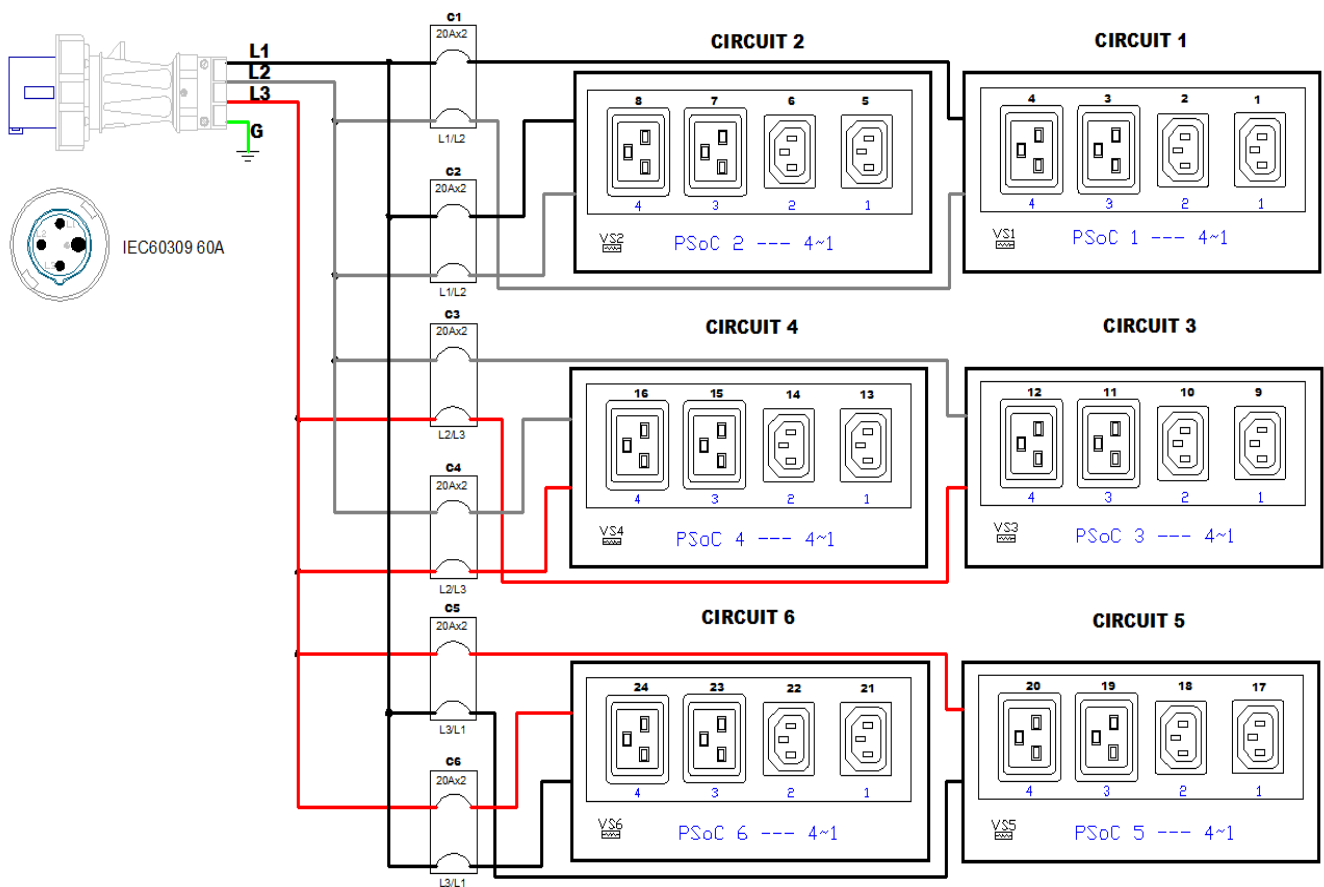 C1
20Ax2
L1/L2
L1
L2
L3
G
IEC60309 60A
L1
L2
L3
G
C2
20Ax2
L1/L2
C3
20Ax2
L2/L3
C4
20Ax2
L2/L3
C5
20Ax2
L3/L1
C6
20Ax2
L3/L1
CIRCUIT 2
8 7 6 5
4 3 2 1
VS2 PSoC 2 --- 4~1
CIRCUIT 1
4 3 2 1
4 3 2 1
VS1 PSoC 1 --- 4~1
CIRCUIT 4
16 15 14 13
4 3 2 1
VS4 PSoC 4 --- 4~1
CIRCUIT 3
12 11 10 9
4 3 2 1
VS3 PSoC 3 --- 4~1
CIRCUIT 6
24 23 22 21
4 3 2 1
VS6 PSoC 6 --- 4~1
CIRCUIT 5
20 19 18 17
4 3 2 1
VS5 PSoC 5 --- 4~1